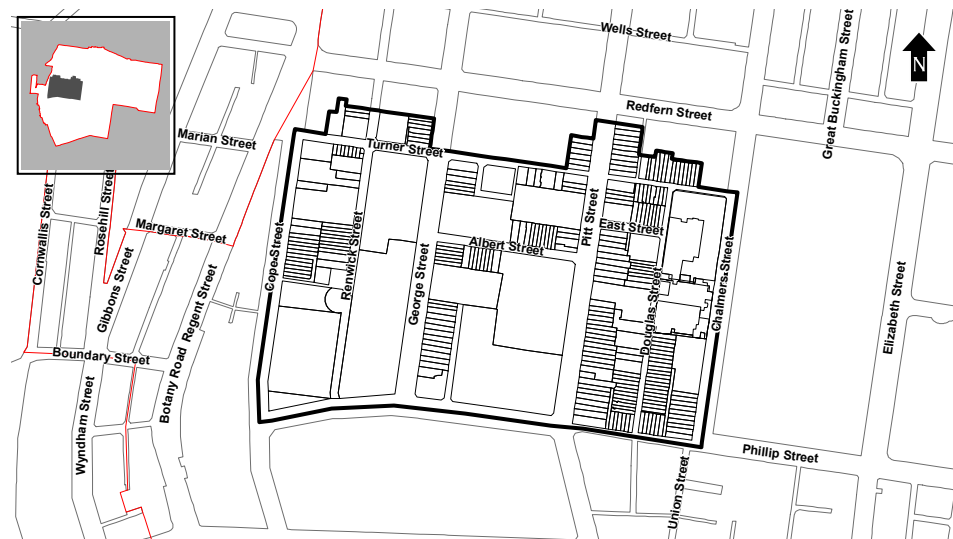 Wells Street
N
Great Buckingham Street
Redfern Street
Marian Street
Turner Street
Cornwallis Street
Rosehill Street
Margaret Street
Pitt Street
East Street
Cope Street
Renwick Street
Albert Street
George Street
Gibbons Street
Regent Street
Botany Road
Douglas Street
Chalmers Street
Elizabeth Street
Boundary Street
Wyndham Street
Phillip Street
Union Street